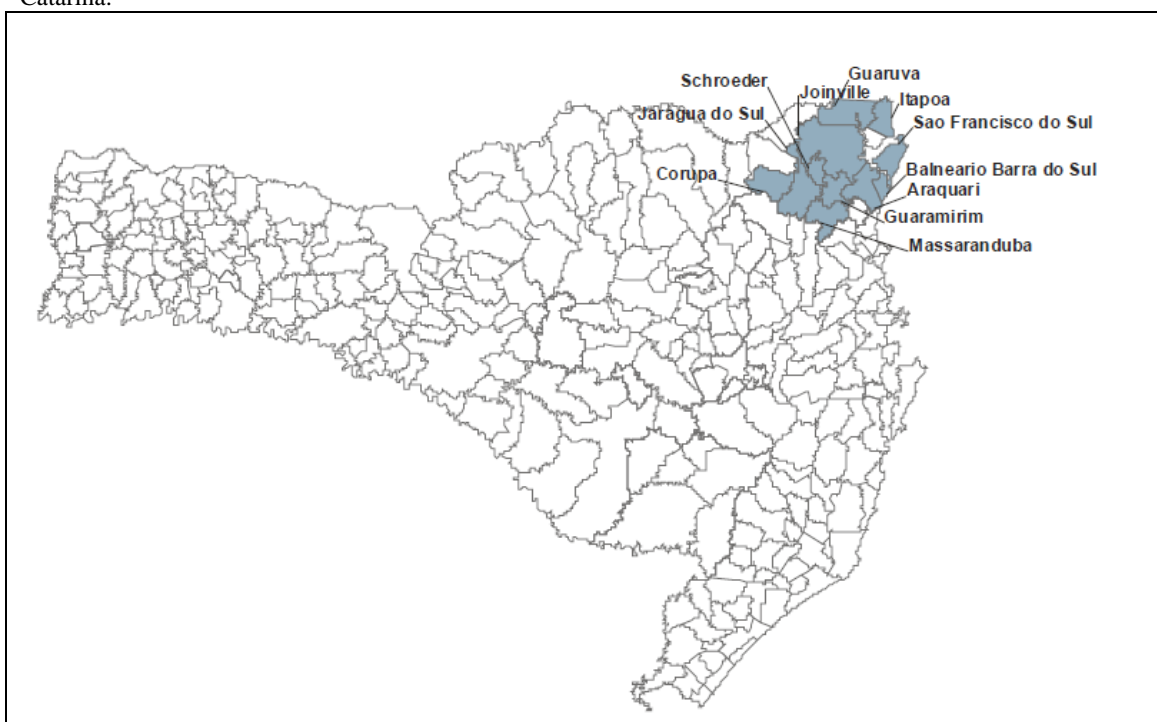 Catarina.
Guaruva
Schroeder
Joinville
Itapoa
Jaragua do Sul
Sao Francisco do Sul
Corupa
Balneario Barra do Sul
Araquari
Guaramirim
Massaranduba